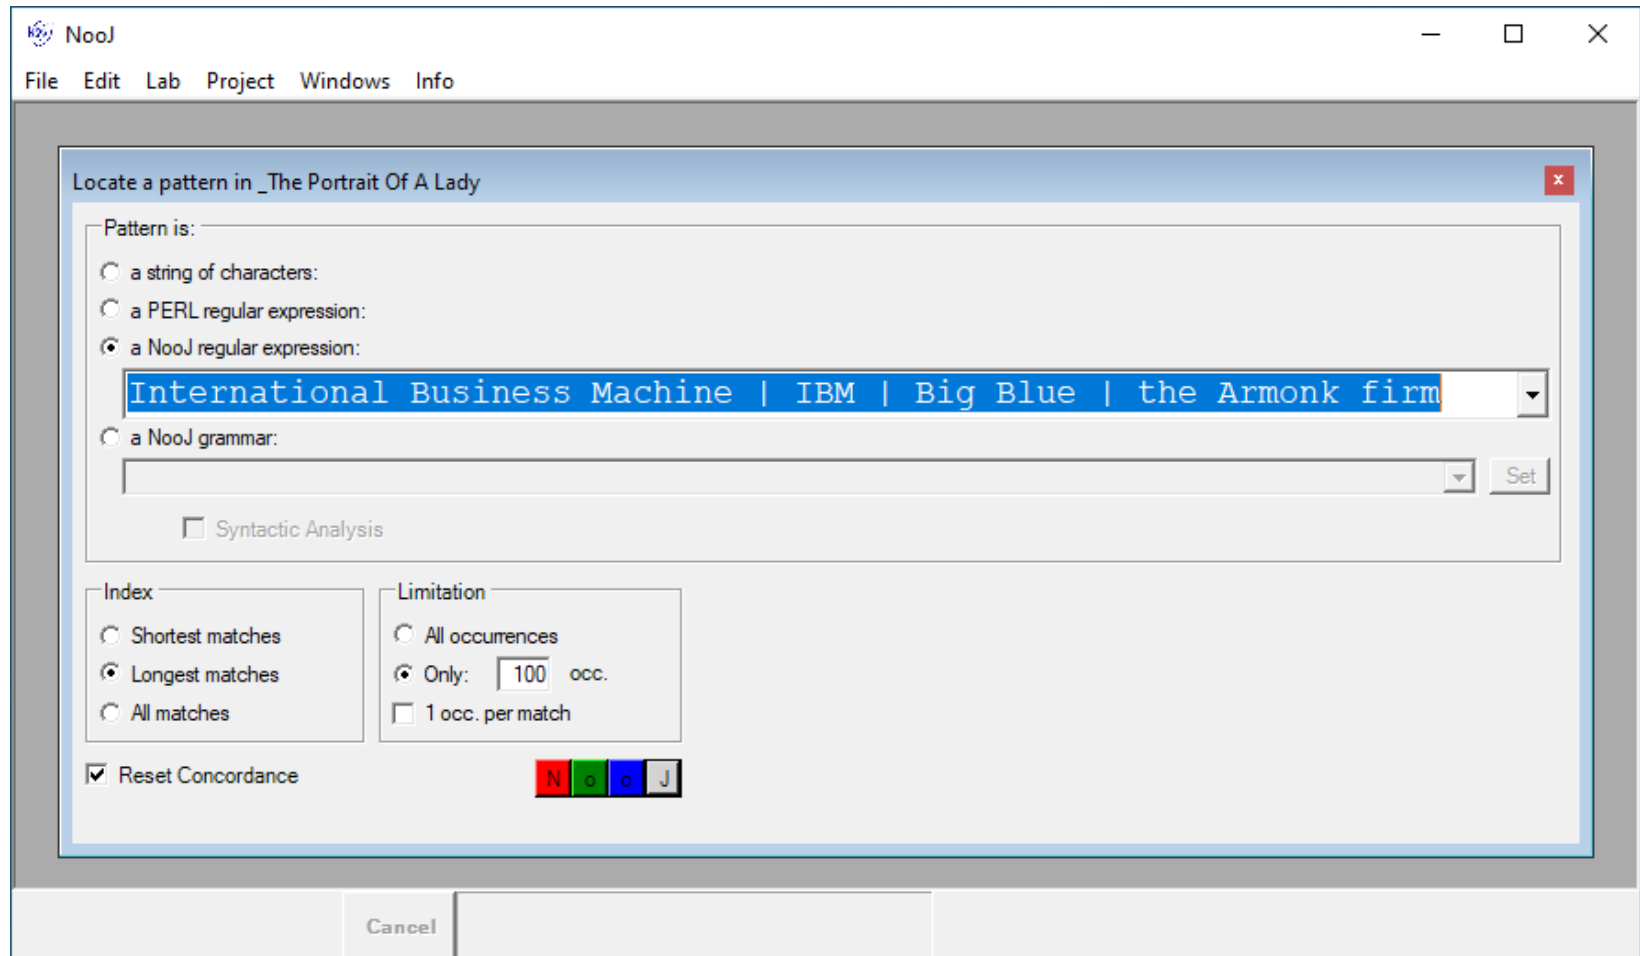 NooJ
File Edit Lab Project Windows Info
Locate a pattern in _The Portrait Of A Lady
Pattern is:
a string of characters:
a PERL regular expression:
a NooJ regular expression:
International Business Machine | IBM | Big Blue | the Armonk firm
a NooJ grammar:
Set
Syntactic Analysis
Index
Shortest matches
Longest matches
All matches
Limitation
All occurrences
Only: 100 occ.
1 occ. per match
Reset Concordance
N o o J
Cancel